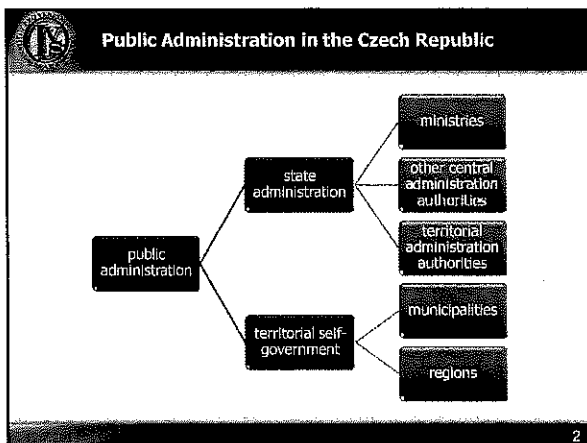 Public Administration in the Czech Republic
ministries
state
administration
other central
administration
authorities
public
administration
territorial
administration
authorities
territorial self-
government
municipalities
regions
2